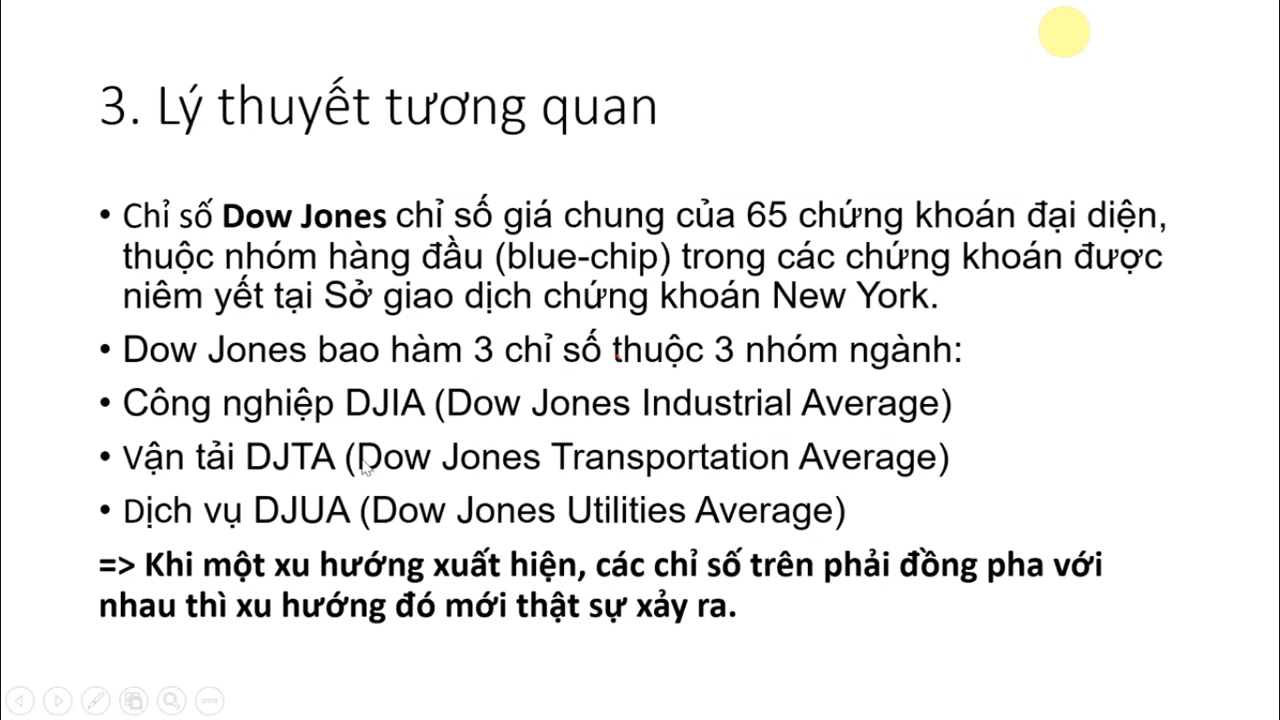 3. Lý thuyết tương quan
• Chỉ số Dow Jones chỉ số giá chung của 65 chứng khoán đại diện,
thuộc nhóm hàng đầu (blue-chip) trong các chứng khoán được
niêm yết tại Sở giao dịch chứng khoán New York.
• Dow Jones bao hàm 3 chỉ số thuộc 3 nhóm ngành:
• Công nghiệp DJIA (Dow Jones Industrial Average)
• Vận tải DJTA (Dow Jones Transportation Average)
• Dịch vụ DJUA (Dow Jones Utilities Average)
=> Khi một xu hướng xuất hiện, các chỉ số trên phải đồng pha với
nhau thì xu hướng đó mới thật sự xảy ra.